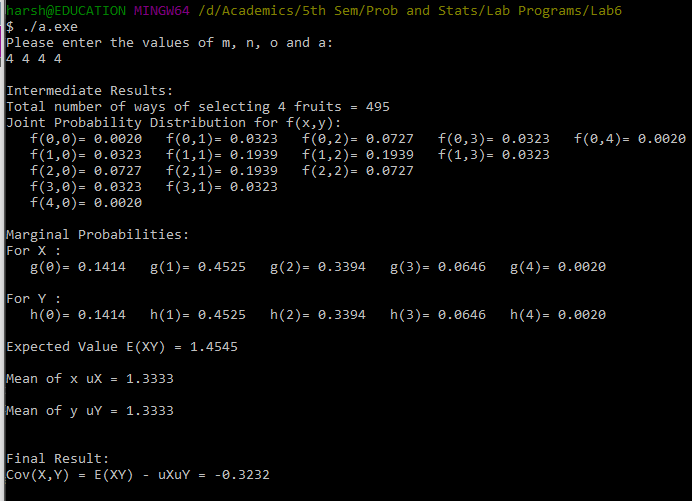 harsh@EDUCATION MINGW64 /d/Academics/5th Sem/Prob and Stats/Lab Programs/Lab6
$ ./a.exe
Please enter the values of m, n, o and a:
4 4 4 4

Intermediate Results:
Total number of ways of selecting 4 fruits = 495
Joint Probability Distribution for f(x,y):
   f(0,0)= 0.0020   f(0,1)= 0.0323   f(0,2)= 0.0727   f(0,3)= 0.0323   f(0,4)= 0.0020
   f(1,0)= 0.0323   f(1,1)= 0.1939   f(1,2)= 0.1939   f(1,3)= 0.0323
   f(2,0)= 0.0727   f(2,1)= 0.1939   f(2,2)= 0.0727
   f(3,0)= 0.0323   f(3,1)= 0.0323
   f(4,0)= 0.0020

Marginal Probabilities:
For X :
   g(0)= 0.1414   g(1)= 0.4525   g(2)= 0.3394   g(3)= 0.0646   g(4)= 0.0020

For Y :
   h(0)= 0.1414   h(1)= 0.4525   h(2)= 0.3394   h(3)= 0.0646   h(4)= 0.0020

Expected Value E(XY) = 1.4545

Mean of x uX = 1.3333

Mean of y uY = 1.3333

Final Result:
Cov(X,Y) = E(XY) - uXuY = -0.3232